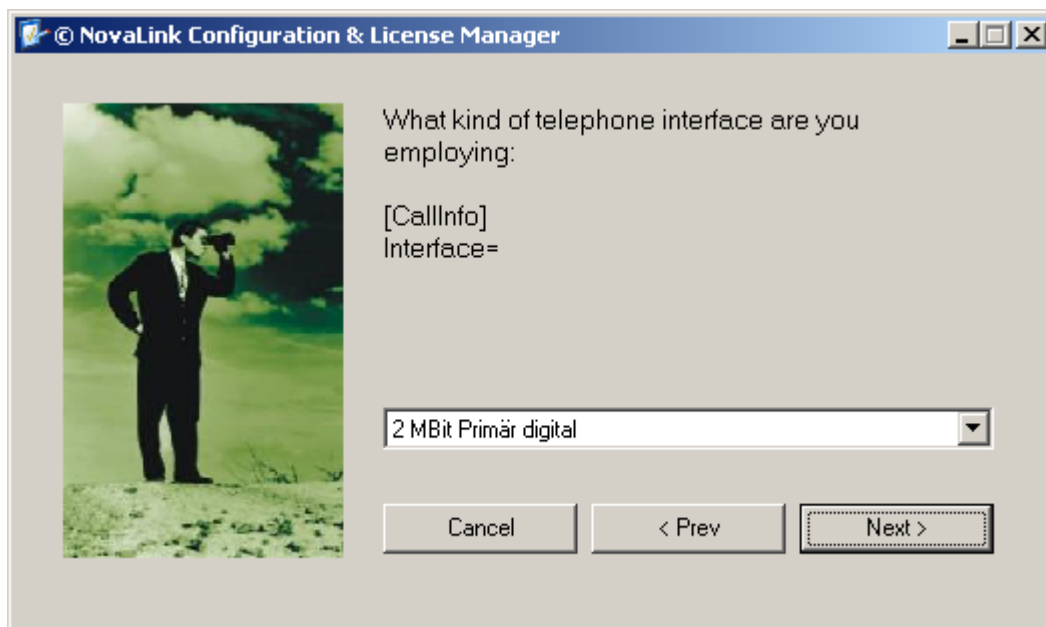 © NovaLink Configuration & License Manager
What kind of telephone interface are you
employing:
[CallInfo]
Interface=
2 MBit Primär digital
Cancel
< Prev
Next >